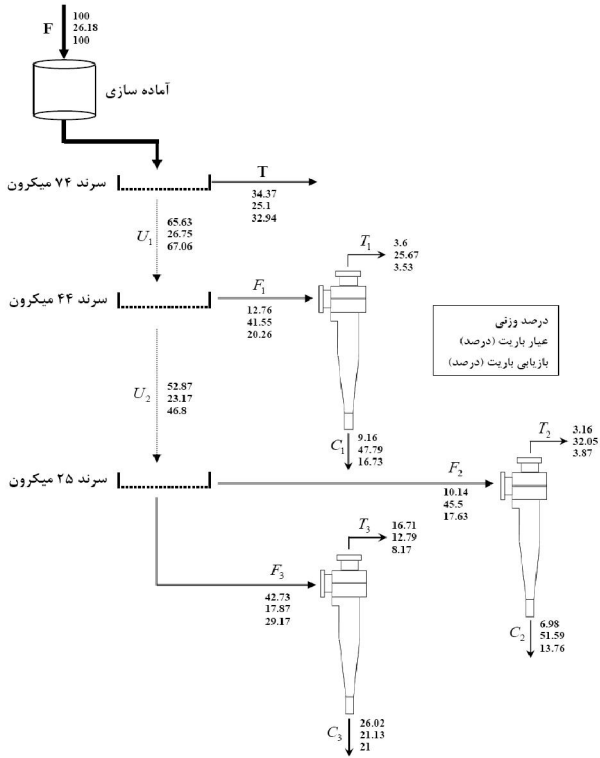 F
100
26.18
100
آماده سازی
سرند ۷۴ میکرون
T
34.37
25.1
32.94
U1
65.63
26.75
67.06
سرند ۴۴ میکرون
F1
12.76
41.55
20.26
T1
3.6
25.67
3.53
درصد وزنی
عیار باریت (درصد)
بازیابی باریت (درصد)
U2
52.87
23.17
46.8
C1
9.16
47.79
16.73
سرند ۲۵ میکرون
F2
10.14
45.5
17.63
T2
3.16
32.05
3.87
T3
16.71
12.79
8.17
F3
42.73
17.87
29.17
C2
6.98
51.59
13.76
C3
26.02
21.13
21